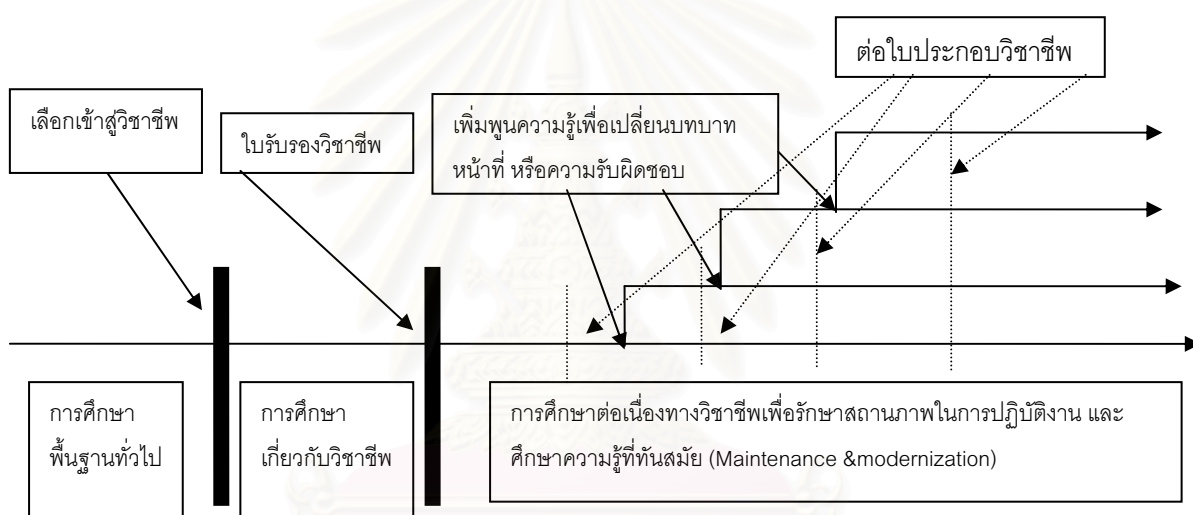 ต่อใบประกอบวิชาชีพ
เลือกเข้าสู่วิชาชีพ
ใบรับรองวิชาชีพ
เพิ่มพูนความรู้เพื่อเปลี่ยนบทบาท
หน้าที่ หรือความรับผิดชอบ
การศึกษา
พื้นฐานทั่วไป
การศึกษา
เกี่ยวกับวิชาชีพ
การศึกษาต่อเนื่องทางวิชาชีพเพื่อรักษาสถานภาพในการปฏิบัติงาน และ
ศึกษาความรู้ที่ทันสมัย (Maintenance &modernization)